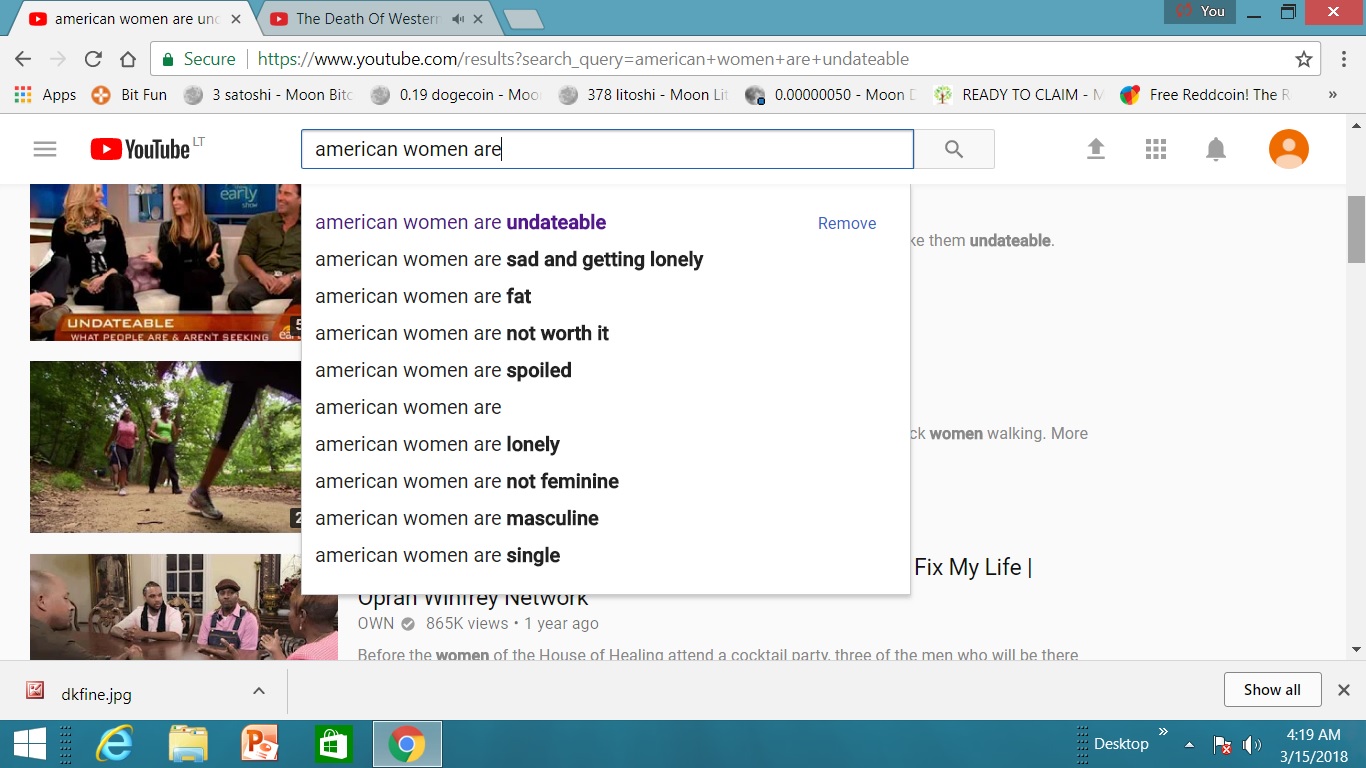 american women are und
The Death Of Western
You
Secure
https://www.youtube.com/results?search_query=american+women+are+undateable
Apps
Bit Fun
3 satoshi - Moon Bitc
0.19 dogecoin - Moo
378 litoshi - Moon Lit
0.00000050 - Moon D
READY TO CLAIM - M
Free Reddcoin! The R
»
YouTube LT
american women are
early
show
UNDATEABLE
WHAT PEOPLE ARE & AREN'T SEEKING
american women are undateable
Remove
american women are sad and getting lonely
american women are fat
american women are not worth it
american women are spoiled
american women are
american women are lonely
american women are not feminine
american women are masculine
american women are single
ke them undateable.
ck women walking. More
Fix My Life |
Oprah Winfrey Network
OWN 865K views • 1 year ago
Before the women of the House of Healing attend a cocktail party, three of the men who will be there
dkfine.jpg
Show all
Desktop
»
4:19 AM
3/15/2018